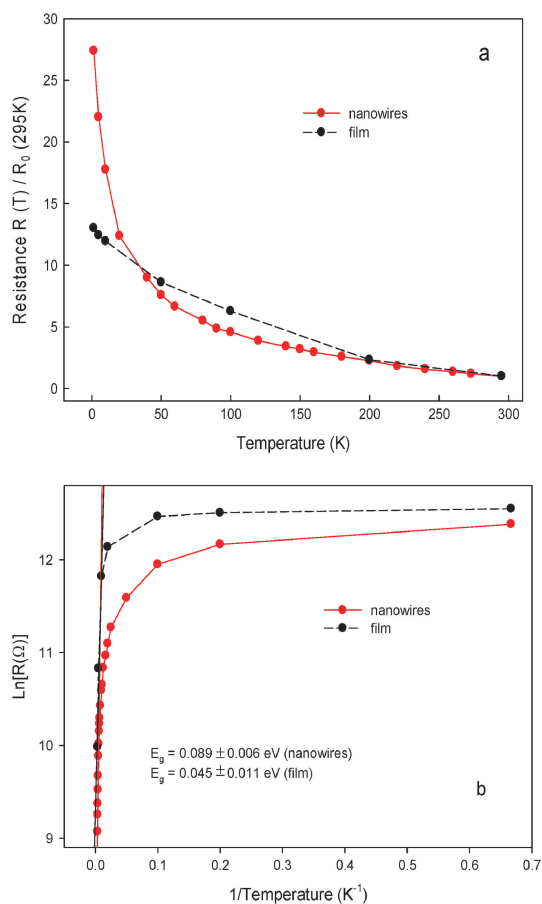 a
30
25
20
15
10
5
0
Resistance R (T) / R₀ (295K)
nanowires
film
0 50 100 150 200 250 300
Temperature (K)
12
11
10
9
Ln[R(Ω)]
nanowires
film
E_g = 0.089 ± 0.006 eV (nanowires)
E_g = 0.045 ± 0.011 eV (film)
b
0.0 0.1 0.2 0.3 0.4 0.5 0.6 0.7
1/Temperature (K⁻¹)